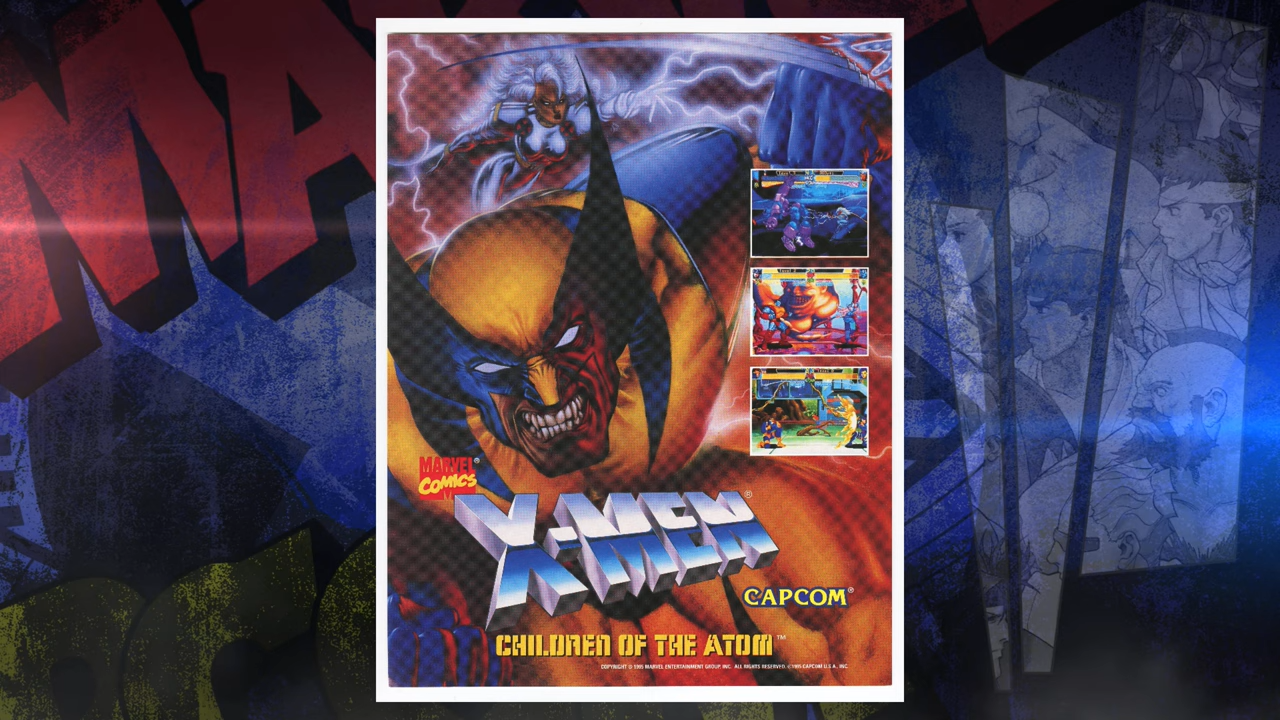 MARVEL®
COMICS
X-MEN®
CAPCOM®
CHILDREN OF THE ATOM™
COPYRIGHT © 1995 MARVEL ENTERTAINMENT GROUP, INC. ALL RIGHTS RESERVED. © 1995 CAPCOM U.S.A., INC.